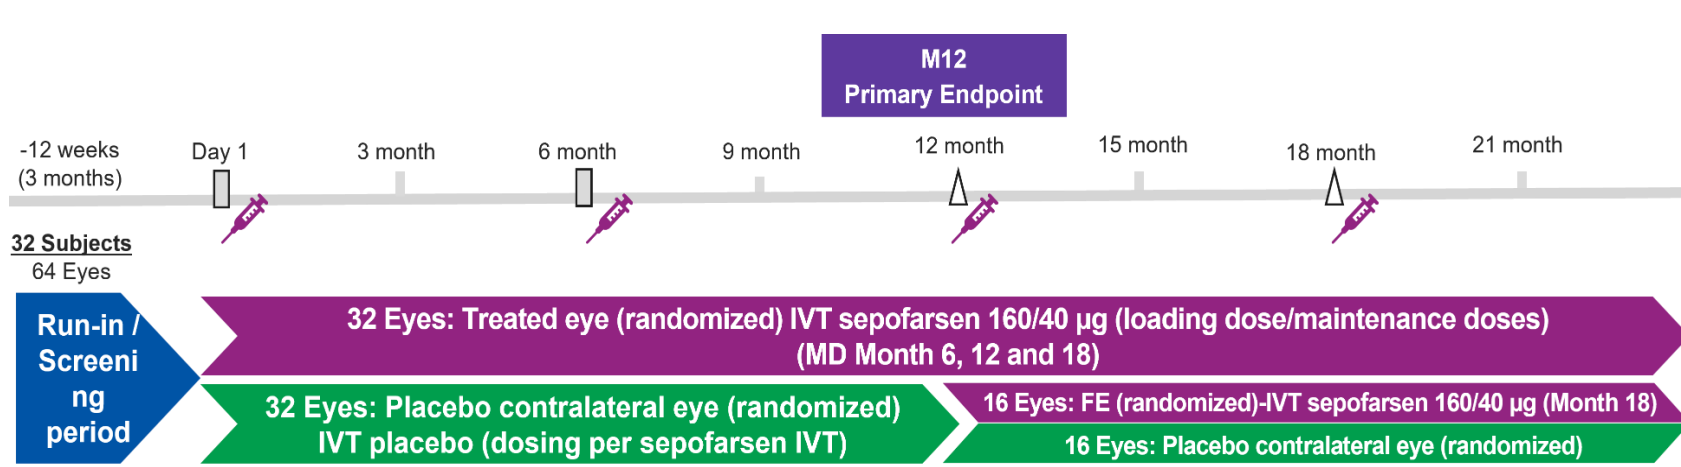 M12
Primary Endpoint
-12 weeks
(3 months)
Day 1
3 month
6 month
9 month
12 month
15 month
18 month
21 month
32 Subjects
64 Eyes
Run-in /
Screeni
ng
period
32 Eyes: Treated eye (randomized) IVT sepofarsen 160/40 µg (loading dose/maintenance doses)
(MD Month 6, 12 and 18)
32 Eyes: Placebo contralateral eye (randomized)
IVT placebo (dosing per sepofarsen IVT)
16 Eyes: FE (randomized)-IVT sepofarsen 160/40 µg (Month 18)
16 Eyes: Placebo contralateral eye (randomized)